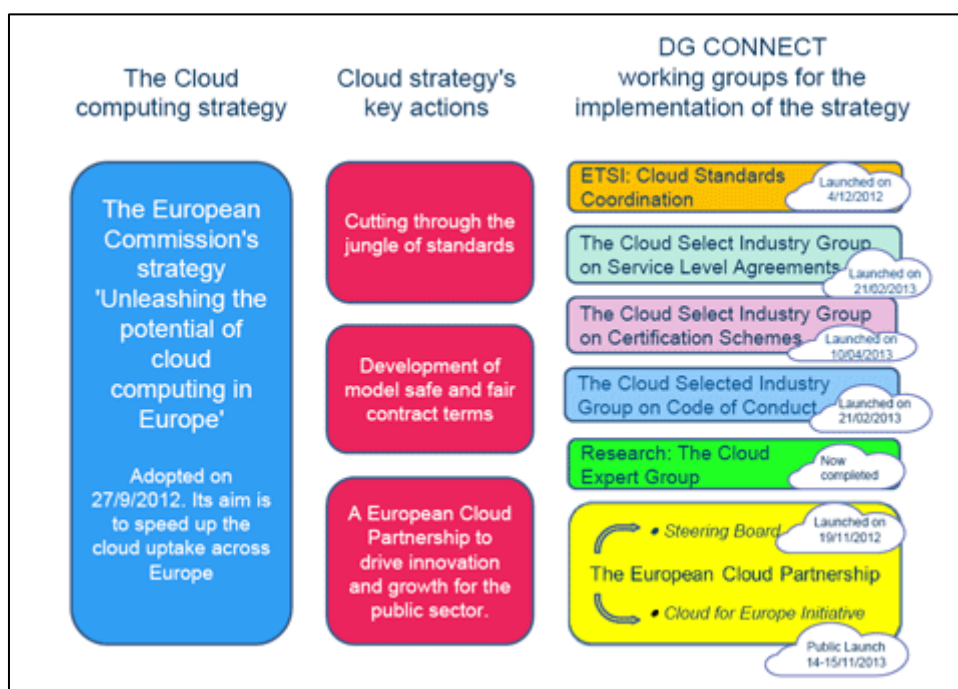 The Cloud
computing strategy
Cloud strategy's
key actions
DG CONNECT
working groups for the
implementation of the strategy
The European
Commission's
strategy
'Unleashing the
potential of
cloud
computing in
Europe'
Adopted on
27/9/2012. Its aim is
to speed up the
cloud uptake across
Europe
Cutting through the
jungle of standards
Development of
model safe and fair
contract terms
A European Cloud
Partnership to
drive innovation
and growth for the
public sector.
ETSI: Cloud Standards
Coordination
Launched on
4/12/2012
The Cloud Select Industry Group
on Service Level Agreements
Launched on
21/02/2013
The Cloud Select Industry Group
on Certification Schemes
Launched on
10/04/2013
The Cloud Selected Industry
Group on Code of Conduct
Launched on
21/02/2013
Research: The Cloud
Expert Group
Now
completed
Launched on
19/11/2012
• Steering Board
The European Cloud Partnership
• Cloud for Europe Initiative
Public Launch
14-15/11/2013